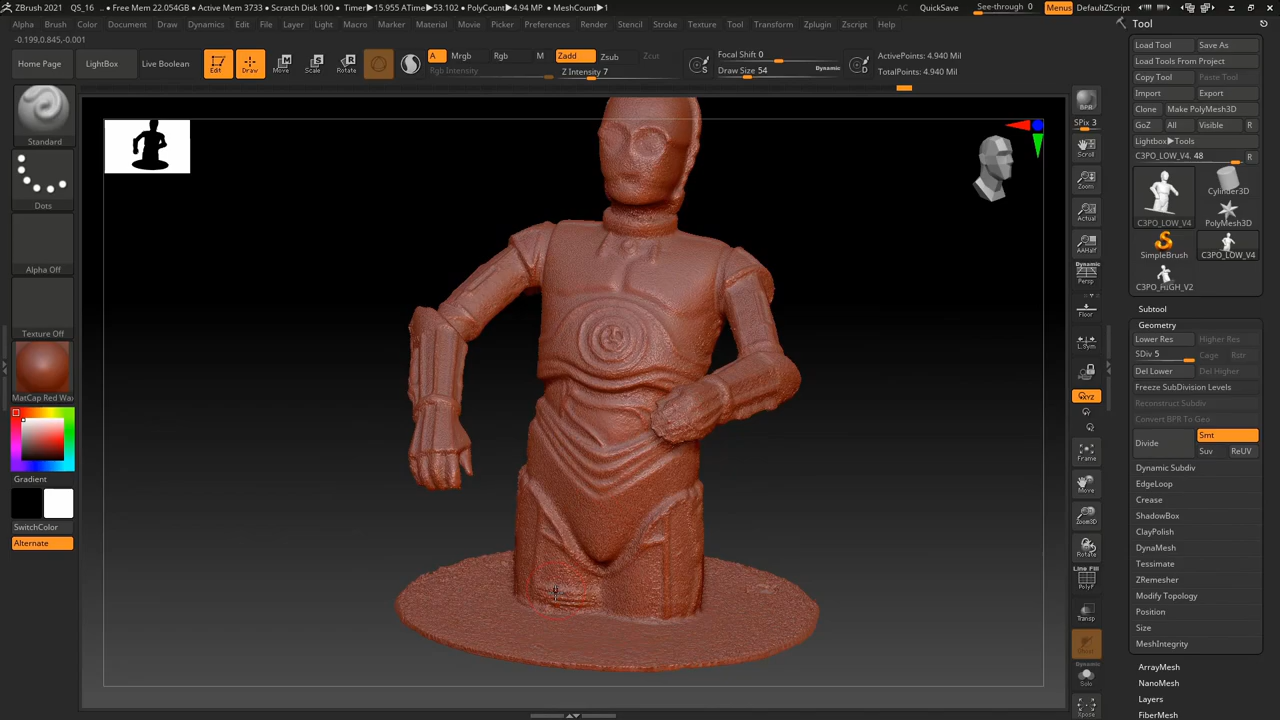 ZBrush 2021 QS_16 .. • Free Mem 22.054GB • Active Mem 3733 • Scratch Disk 100 • Timer▶15.955 ATime▶53.102 • PolyCount▶4.94 MP • MeshCount▶1 AC QuickSave See-through 0 Menus DefaultZScript
Alpha Brush Color Document Draw Dynamics Edit File Layer Light Macro Marker Material Movie Picker Preferences Render Stencil Stroke Texture Tool Transform Zplugin Zscript Help
-0.199,0.845,-0.001
Home Page LightBox Live Boolean Edit Draw Move Scale Rotate
A Mrgb Rgb M Zadd Zsub Zcut
Rgb Intensity Z Intensity 7
S Focal Shift 0
Draw Size 54 Dynamic D
ActivePoints: 4.940 Mil
TotalPoints: 4.940 Mil
Standard
Dots
Alpha Off
Texture Off
MatCap Red Wa
Gradient
SwitchColor
Alternate
BPR
SPix 3
Scroll
Zoom
Actual
AAHalf
Dynamic
Persp
Floor
L.Sym
XYZ
Frame
Move
Zoom3D
Rotate
Line Fill
PolyF
Transp
Ghost
Dynamic
Solo
Xpose
Tool
Load Tool Save As
Load Tools From Project
Copy Tool Paste Tool
Import Export
Clone Make PolyMesh3D
GoZ All Visible R
Lightbox▶Tools
C3PO_LOW_V4. 48 R
C3PO_LOW_V4 Cylinder3D
PolyMesh3D
SimpleBrush C3PO_LOW_V4
C3PO_HIGH_V2
Subtool
Geometry
Lower Res Higher Res
SDiv 5 Cage Rstr
Del Lower Del Higher
Freeze SubDivision Levels
Reconstruct Subdiv
Convert BPR To Geo
Divide Smt
Suv ReUV
Dynamic Subdiv
EdgeLoop
Crease
ShadowBox
ClayPolish
DynaMesh
Tessimate
ZRemesher
Modify Topology
Position
Size
MeshIntegrity
ArrayMesh
NanoMesh
Layers
FiberMesh